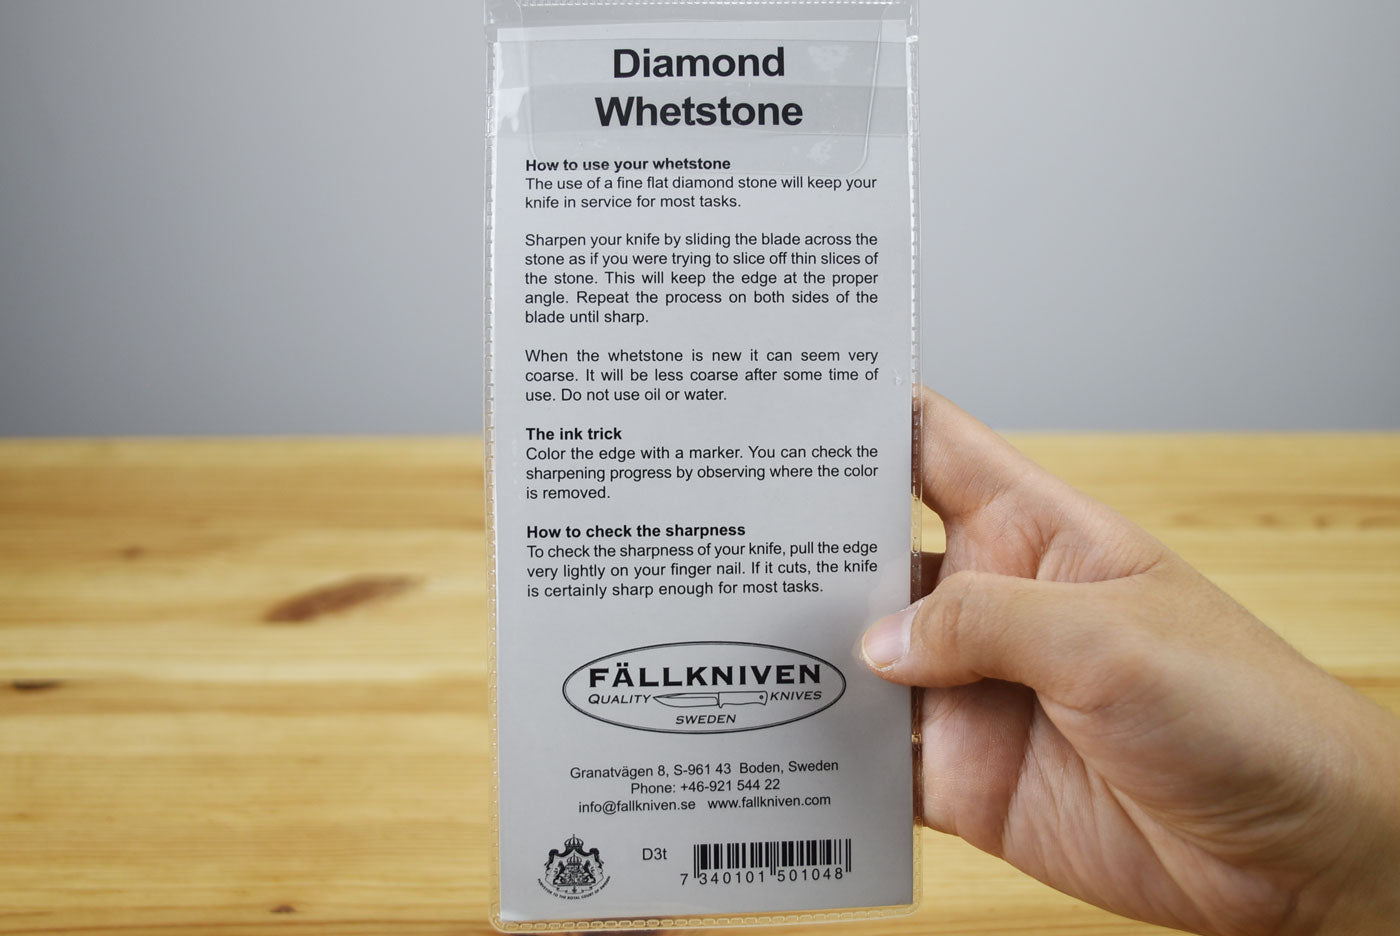 Diamond
Whetstone
How to use your whetstone
The use of a fine flat diamond stone will keep your
knife in service for most tasks.
Sharpen your knife by sliding the blade across the
stone as if you were trying to slice off thin slices of
the stone. This will keep the edge at the proper
angle. Repeat the process on both sides of the
blade until sharp.
When the whetstone is new it can seem very
coarse. It will be less coarse after some time of
use. Do not use oil or water.
The ink trick
Color the edge with a marker. You can check the
sharpening progress by observing where the color
is removed.
How to check the sharpness
To check the sharpness of your knife, pull the edge
very lightly on your finger nail. If it cuts, the knife
is certainly sharp enough for most tasks.
FÄLLKNIVEN
QUALITY KNIVES
SWEDEN
Granatvägen 8, S-961 43 Boden, Sweden
Phone: +46-921 544 22
info@fallkniven.se www.fallkniven.com
PURVEYOR TO THE ROYAL COURT OF SWEDEN
D3t
7 340101 501048